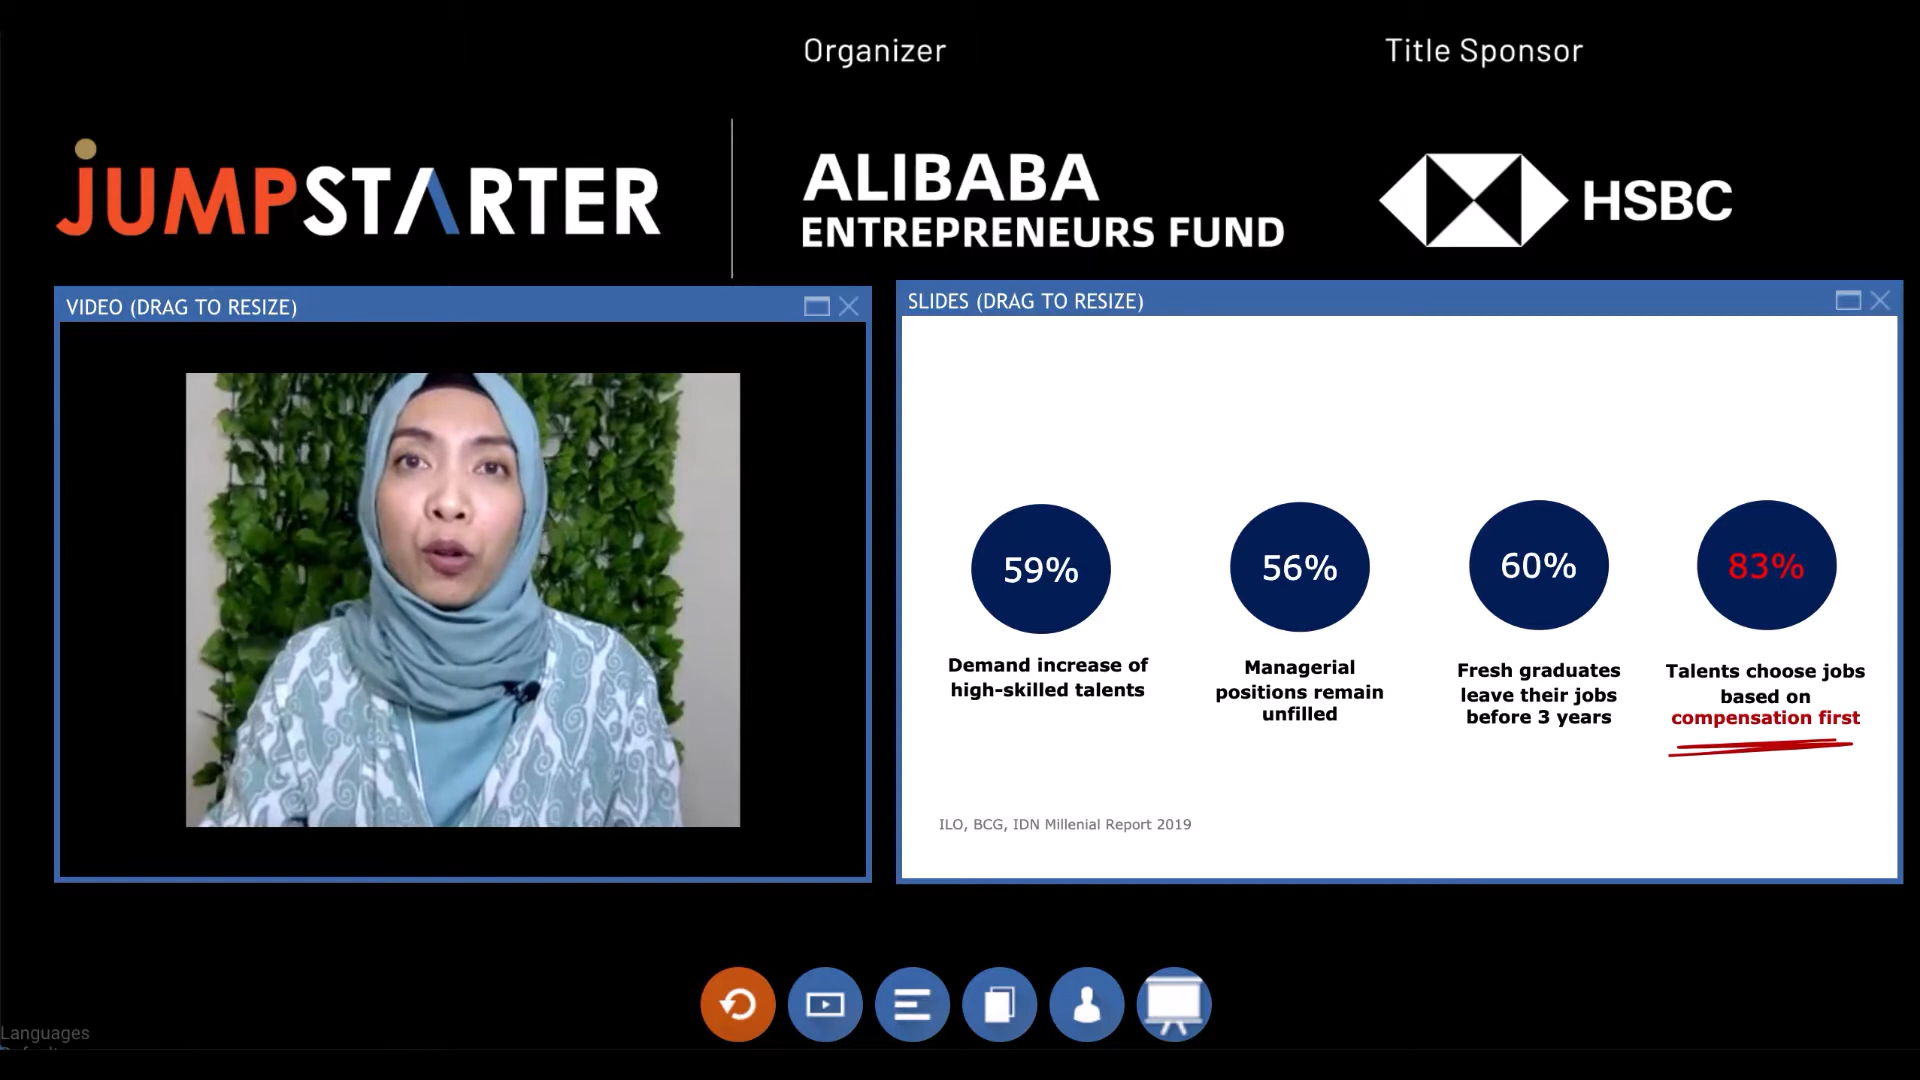 Organizer
Title Sponsor
JUMPSTARTER
ALIBABA
ENTREPRENEURS FUND
HSBC
VIDEO (DRAG TO RESIZE)
SLIDES (DRAG TO RESIZE)
59%
56%
60%
83%
Demand increase of
high-skilled talents
Managerial
positions remain
unfilled
Fresh graduates
leave their jobs
before 3 years
Talents choose jobs
based on
compensation first
ILO, BCG, IDN Millenial Report 2019
Languages